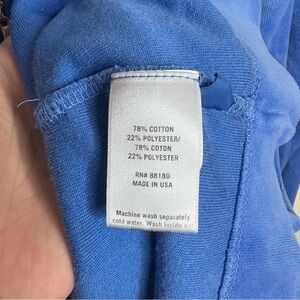 78% COTTON
22% POLYESTER/
78% COTON
22% POLYESTER
RN# 88189
MADE IN USA
Machine wash separately
cold water. Wash inside out